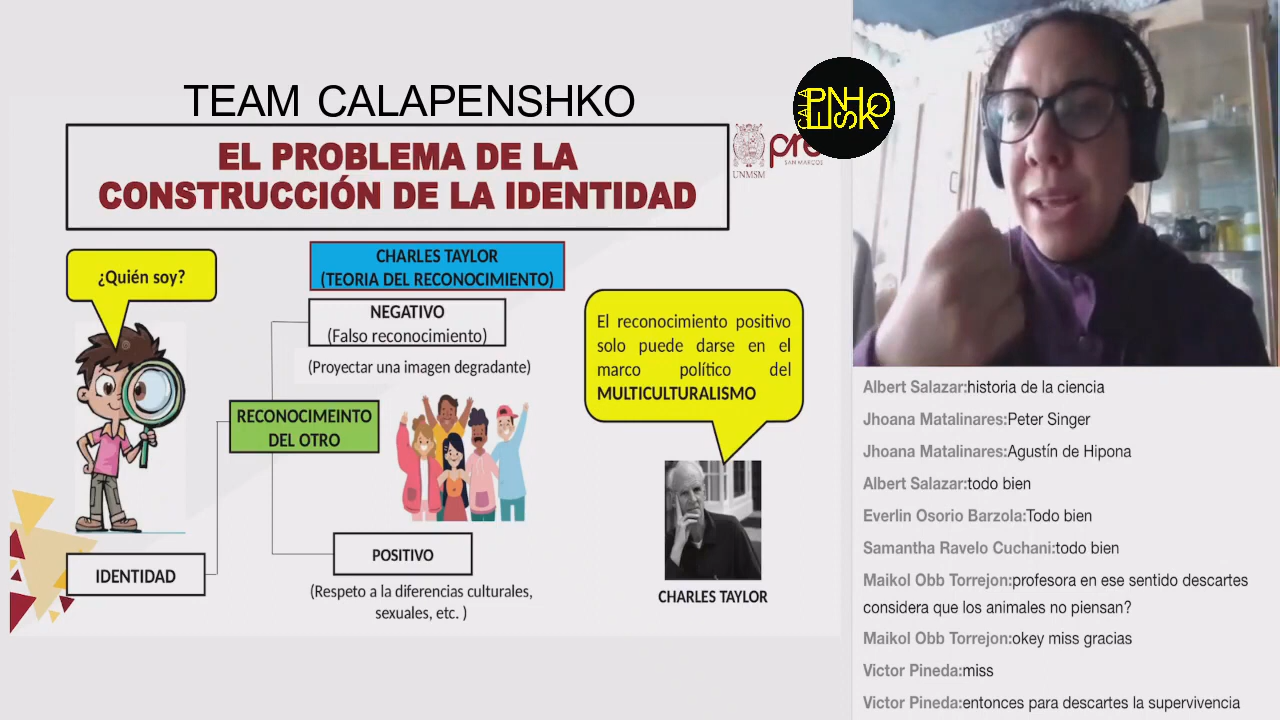 TEAM CALAPENSHKO
CALA
PENHSKO
EL PROBLEMA DE LA
CONSTRUCCIÓN DE LA IDENTIDAD
UNMSM
pre
SAN MARCOS
¿Quién soy?
CHARLES TAYLOR
(TEORIA DEL RECONOCIMIENTO)
NEGATIVO
(Falso reconocimiento)
(Proyectar una imagen degradante)
RECONOCIMEINTO
DEL OTRO
El reconocimiento positivo
solo puede darse en el
marco político del
MULTICULTURALISMO
IDENTIDAD
POSITIVO
(Respeto a la diferencias culturales,
sexuales, etc. )
CHARLES TAYLOR
Albert Salazar:historia de la ciencia
Jhoana Matalinares:Peter Singer
Jhoana Matalinares:Agustín de Hipona
Albert Salazar:todo bien
Everlin Osorio Barzola:Todo bien
Samantha Ravelo Cuchani:todo bien
Maikol Obb Torrejon:profesora en ese sentido descartes
considera que los animales no piensan?
Maikol Obb Torrejon:okey miss gracias
Victor Pineda:miss
Victor Pineda:entonces para descartes la supervivencia